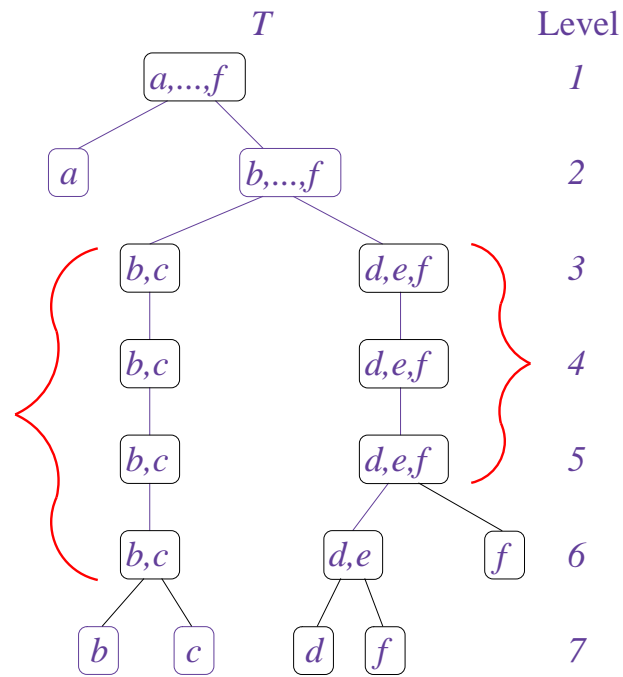 T Level
a,...,f 1
a b,...,f 2
b,c d,e,f 3
b,c d,e,f 4
b,c d,e,f 5
b,c d,e f 6
b c d f 7